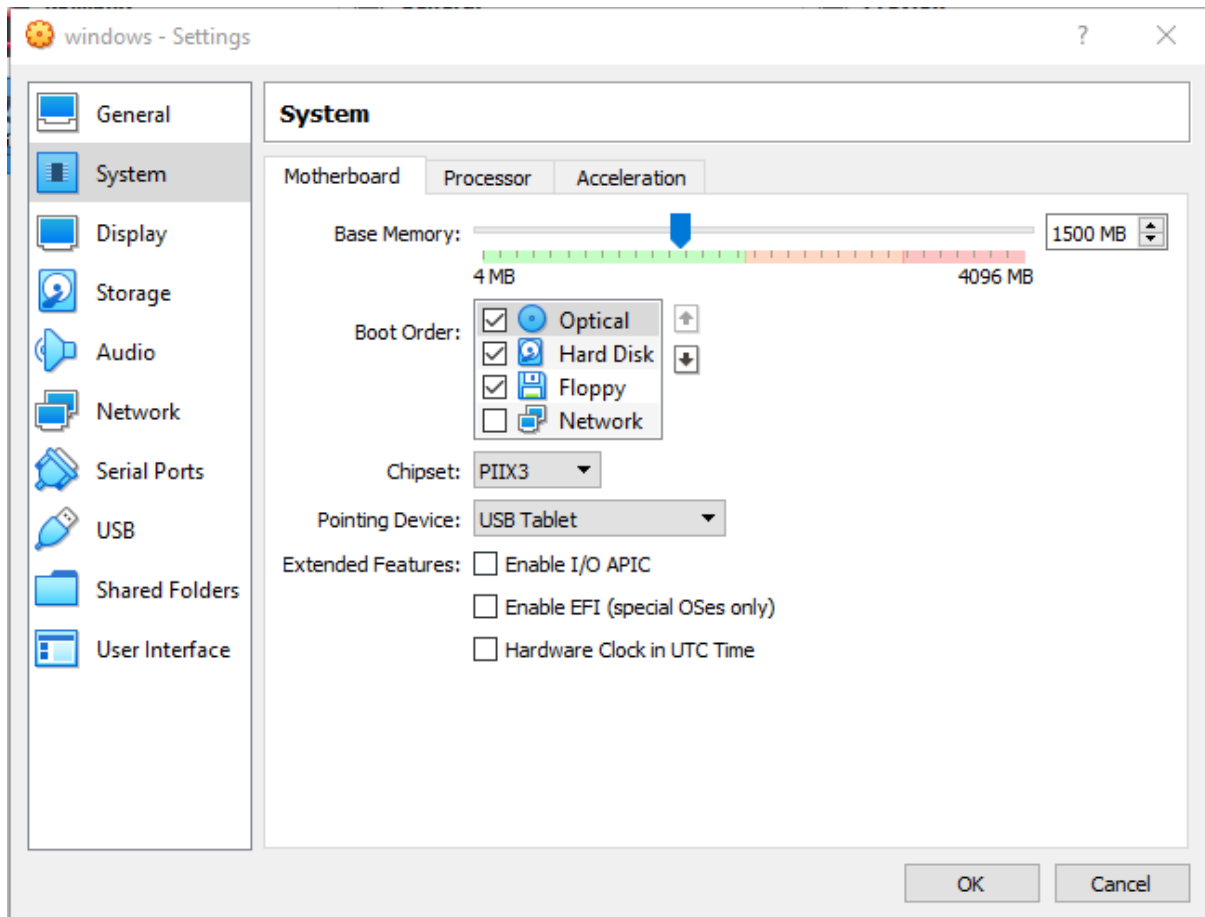 windows - Settings ?
General
System
Display
Storage
Audio
Network
Serial Ports
USB
Shared Folders
User Interface
System
Motherboard Processor Acceleration
Base Memory: 1500 MB
4 MB 4096 MB
Boot Order: Optical
Hard Disk
Floppy
Network
Chipset: PIIX3
Pointing Device: USB Tablet
Extended Features: Enable I/O APIC
Enable EFI (special OSes only)
Hardware Clock in UTC Time
OK Cancel